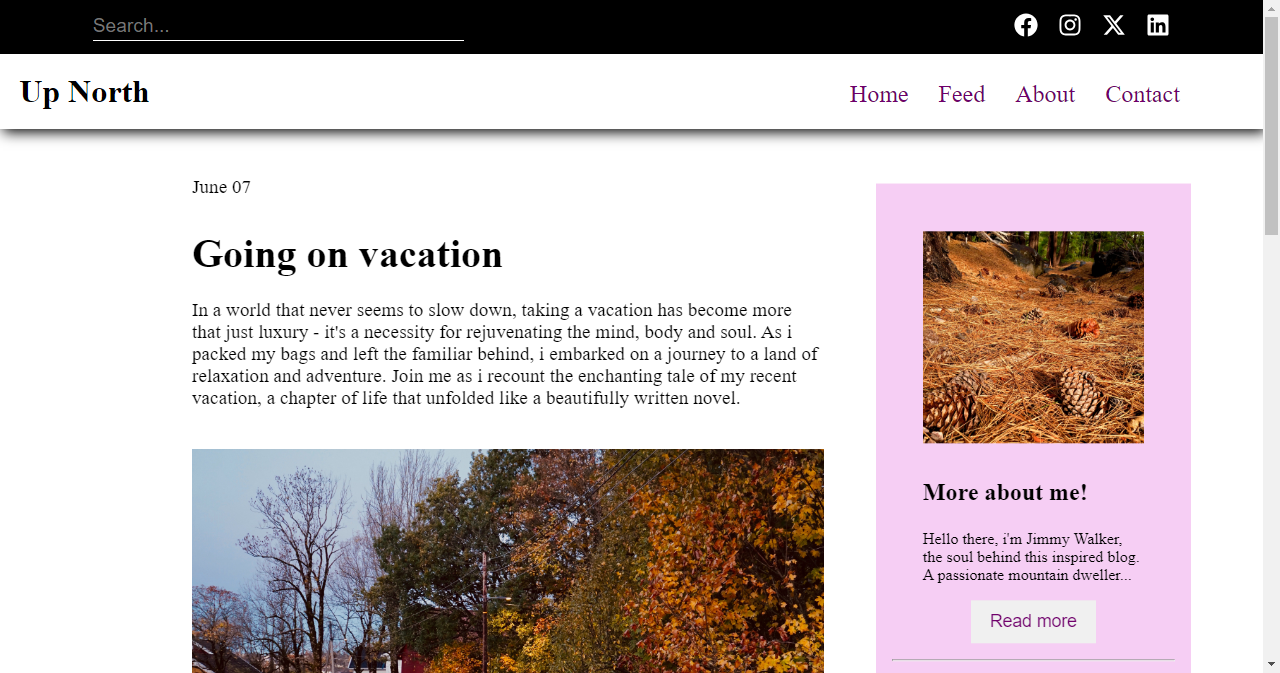 Search...
Up North
Home Feed About Contact
June 07
Going on vacation
In a world that never seems to slow down, taking a vacation has become more
that just luxury - it's a necessity for rejuvenating the mind, body and soul. As i
packed my bags and left the familiar behind, i embarked on a journey to a land of
relaxation and adventure. Join me as i recount the enchanting tale of my recent
vacation, a chapter of life that unfolded like a beautifully written novel.
More about me!
Hello there, i'm Jimmy Walker,
the soul behind this inspired blog.
A passionate mountain dweller...
Read more